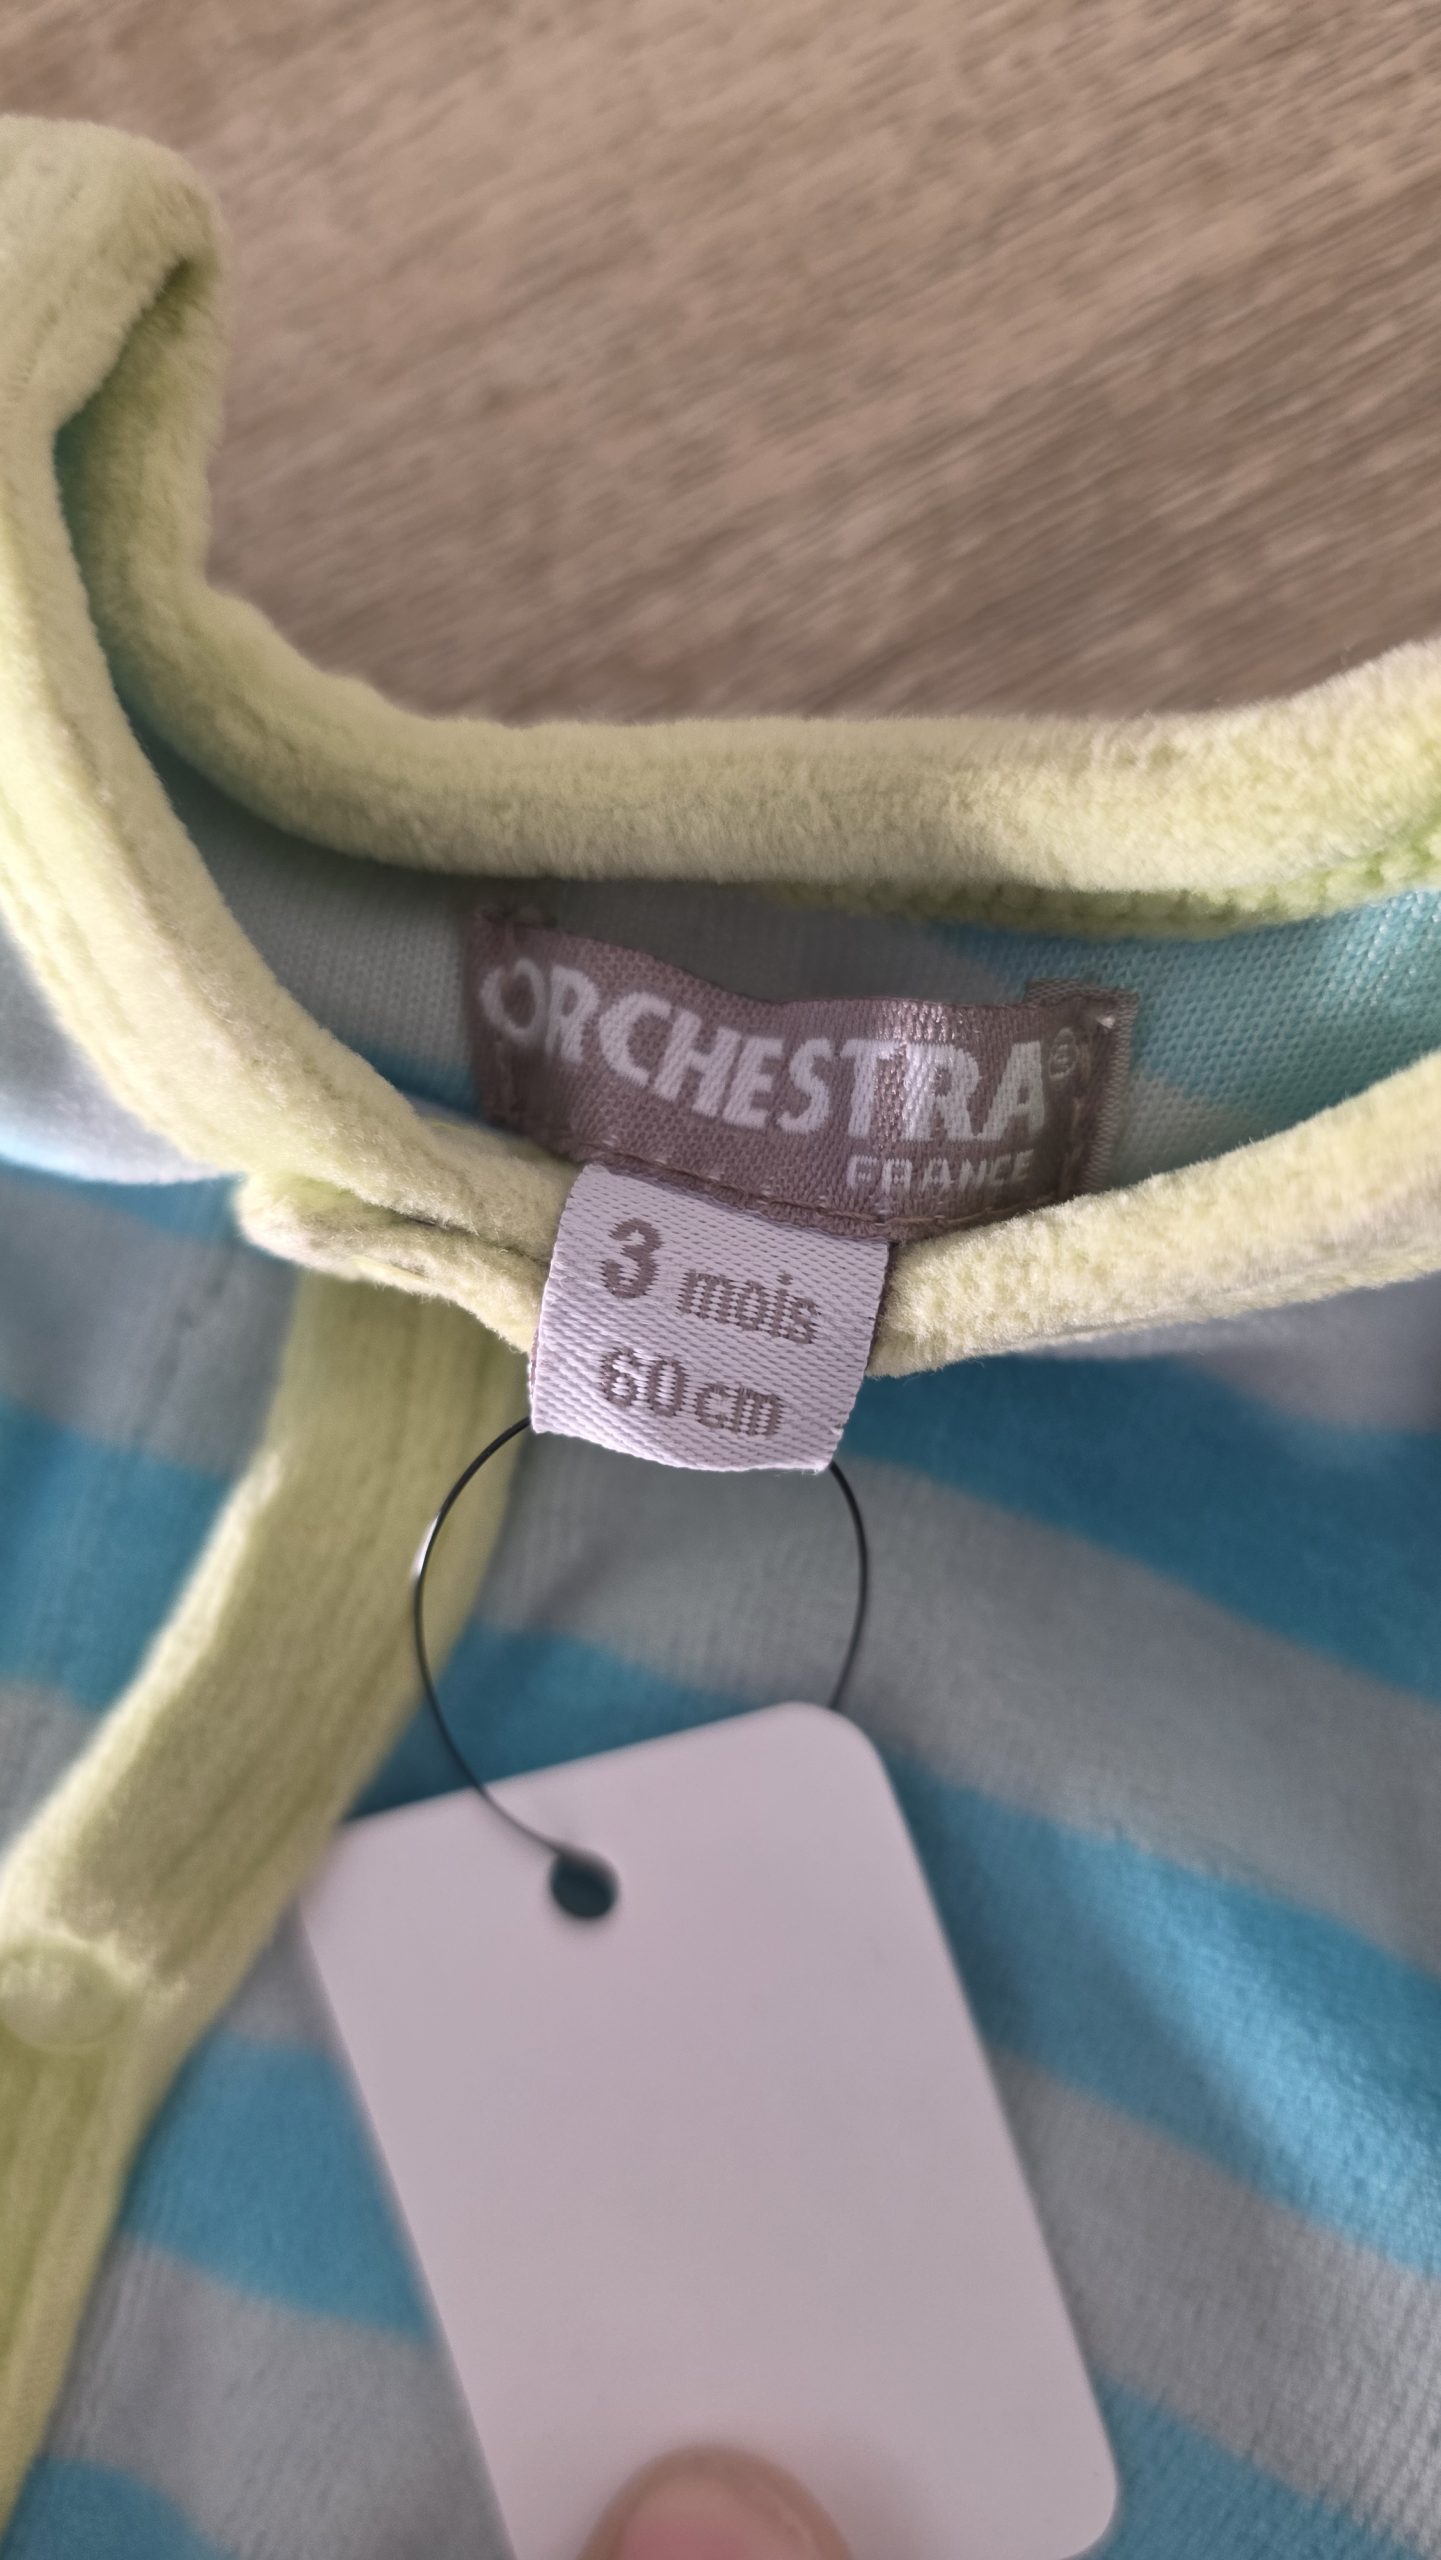 ORCHESTRA®
FRANCE
3 mois
60 cm